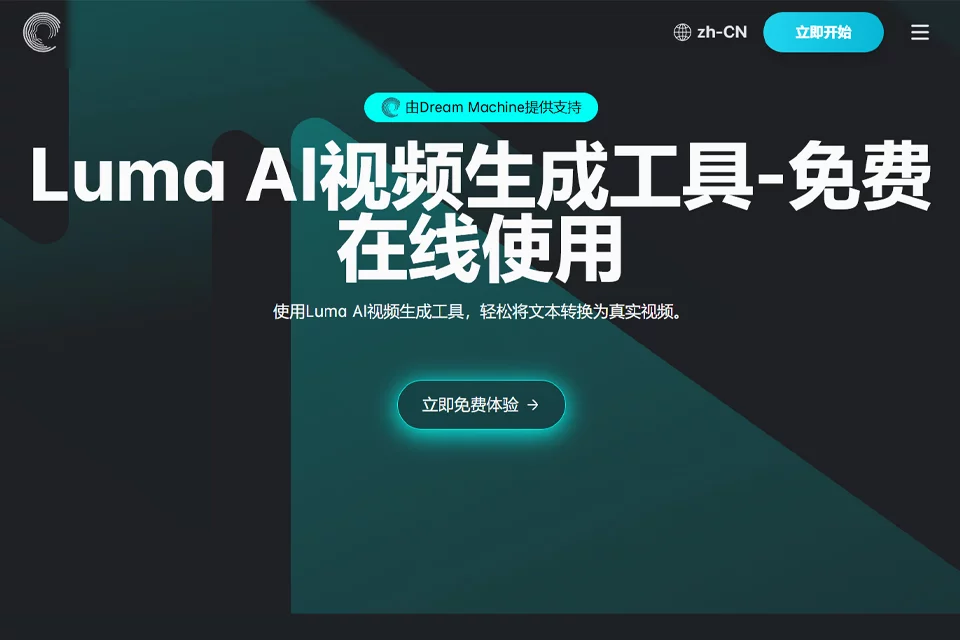 zh-CN
立即开始
由Dream Machine提供支持
Luma AI视频生成工具-免费
在线使用
使用Luma AI视频生成工具，轻松将文本转换为真实视频。
立即免费体验 →